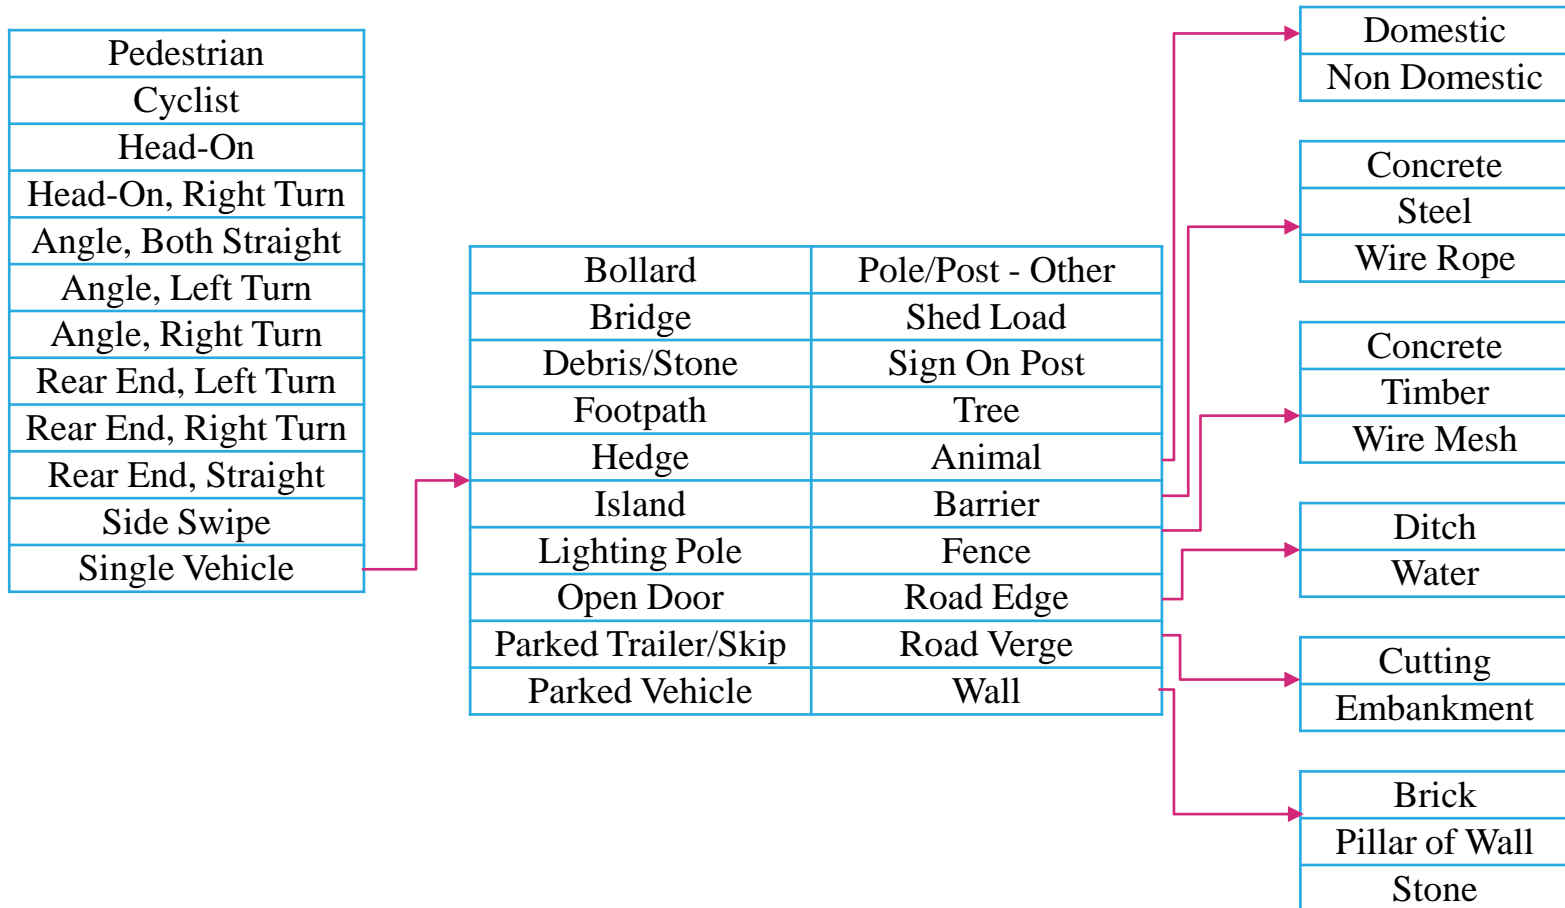 Pedestrian
Cyclist
Head-On
Head-On, Right Turn
Angle, Both Straight
Angle, Left Turn
Angle, Right Turn
Rear End, Left Turn
Rear End, Right Turn
Rear End, Straight
Side Swipe
Single Vehicle
Bollard Pole/Post - Other
Bridge Shed Load
Debris/Stone Sign On Post
Footpath Tree
Hedge Animal
Island Barrier
Lighting Pole Fence
Open Door Road Edge
Parked Trailer/Skip Road Verge
Parked Vehicle Wall
Domestic
Non Domestic
Concrete
Steel
Wire Rope
Concrete
Timber
Wire Mesh
Ditch
Water
Cutting
Embankment
Brick
Pillar of Wall
Stone